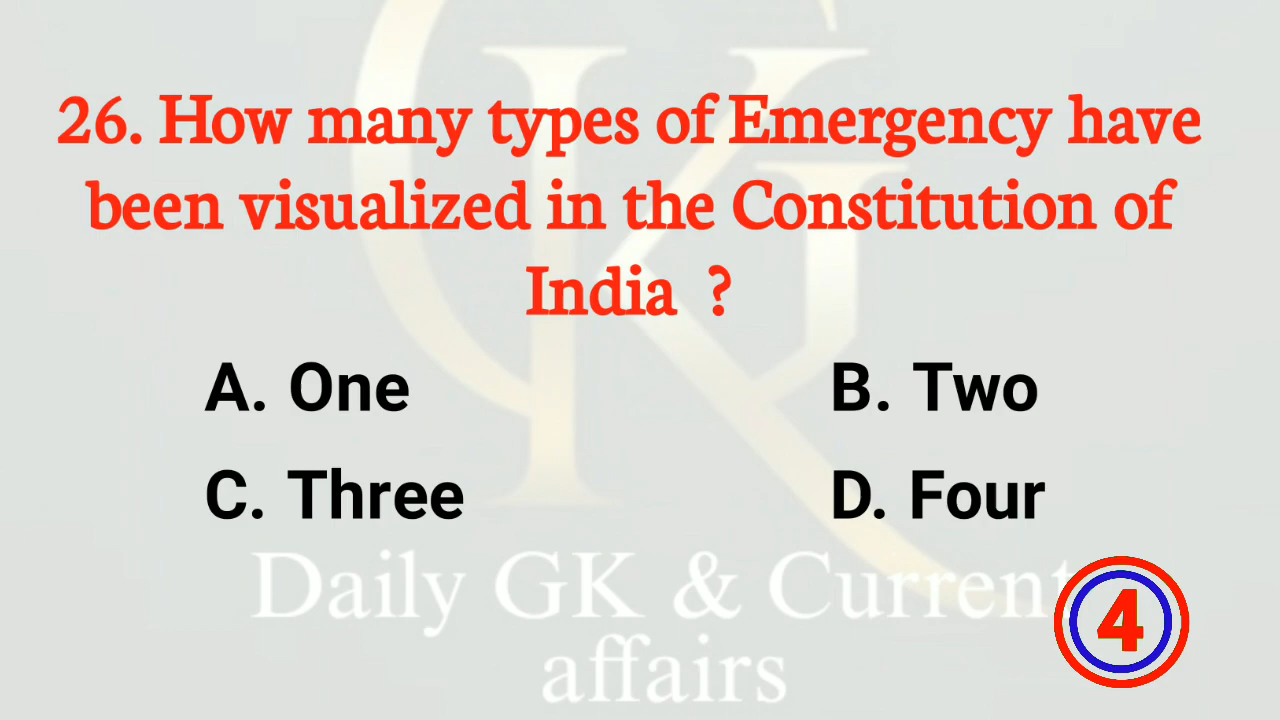 26. How many types of Emergency have
been visualized in the Constitution of
India ?
A. One B. Two
C. Three D. Four
Daily GK & Current
affairs
4